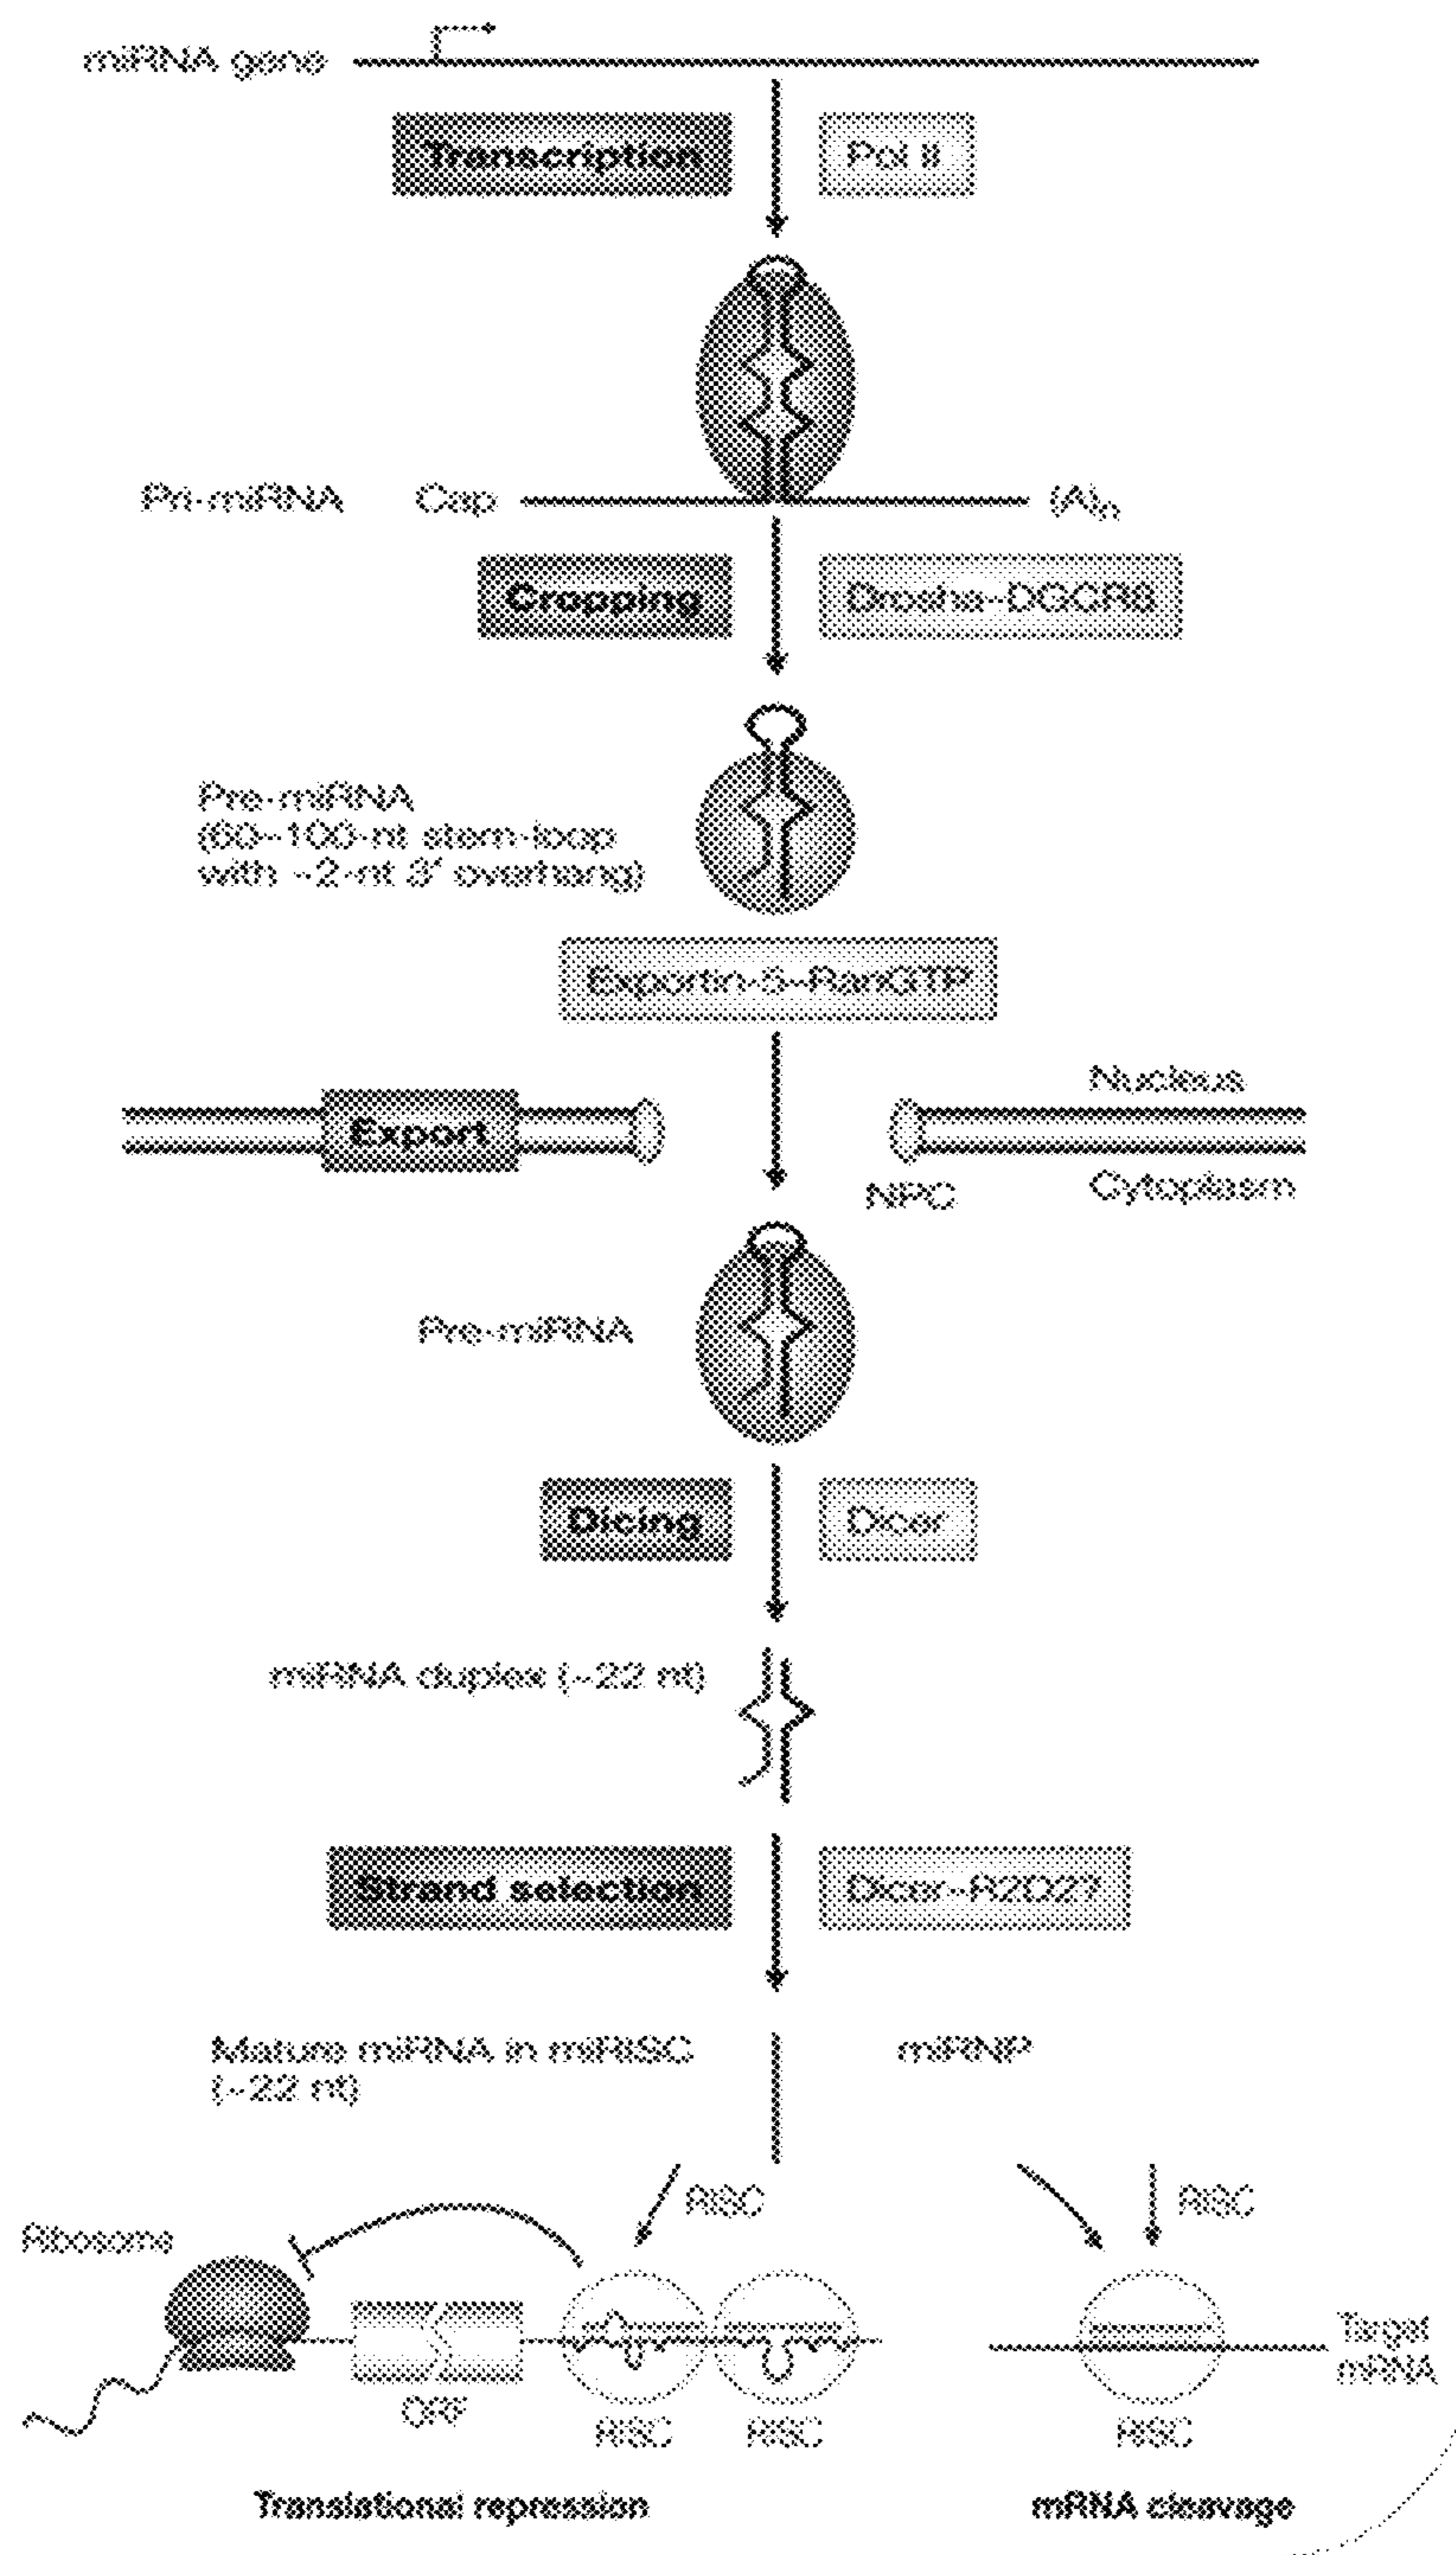 miRNA gene
Transcription
Pol II
Pri-miRNA
Cap
(A)n
Cropping
Drosha–DGCR8
Pre-miRNA
(60–100-nt stem-loop
with ~2-nt 3′ overhang)
Exportin-5–RanGTP
Export
Nucleus
NPC
Cytoplasm
Pre-miRNA
Dicing
Dicer
miRNA duplex (~22 nt)
Strand selection
Dicer–R2D2?
Mature miRNA in miRISC
(~22 nt)
miRNP
RISC
RISC
Ribosome
Target
mRNA
ORF
RISC
RISC
RISC
Translational repression
mRNA cleavage